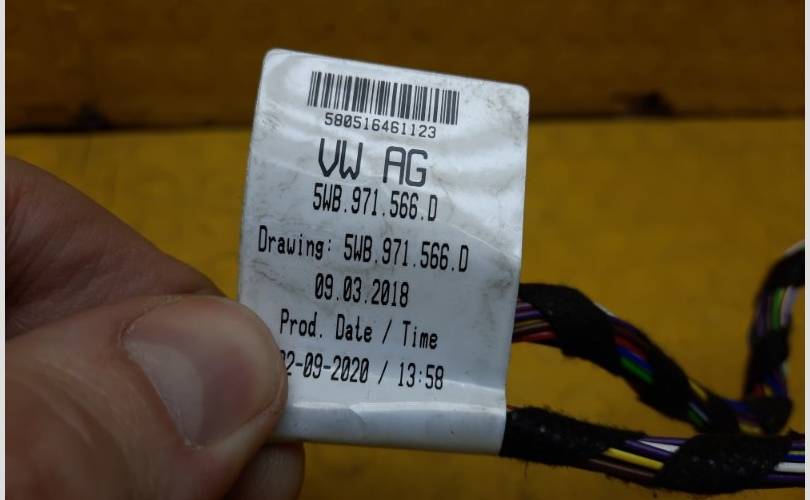 580516461123
VW AG
5WB.971.566.D
Drawing: 5WB.971.566.D
09.03.2018
Prod. Date / Time
2-09-2020 / 13:58